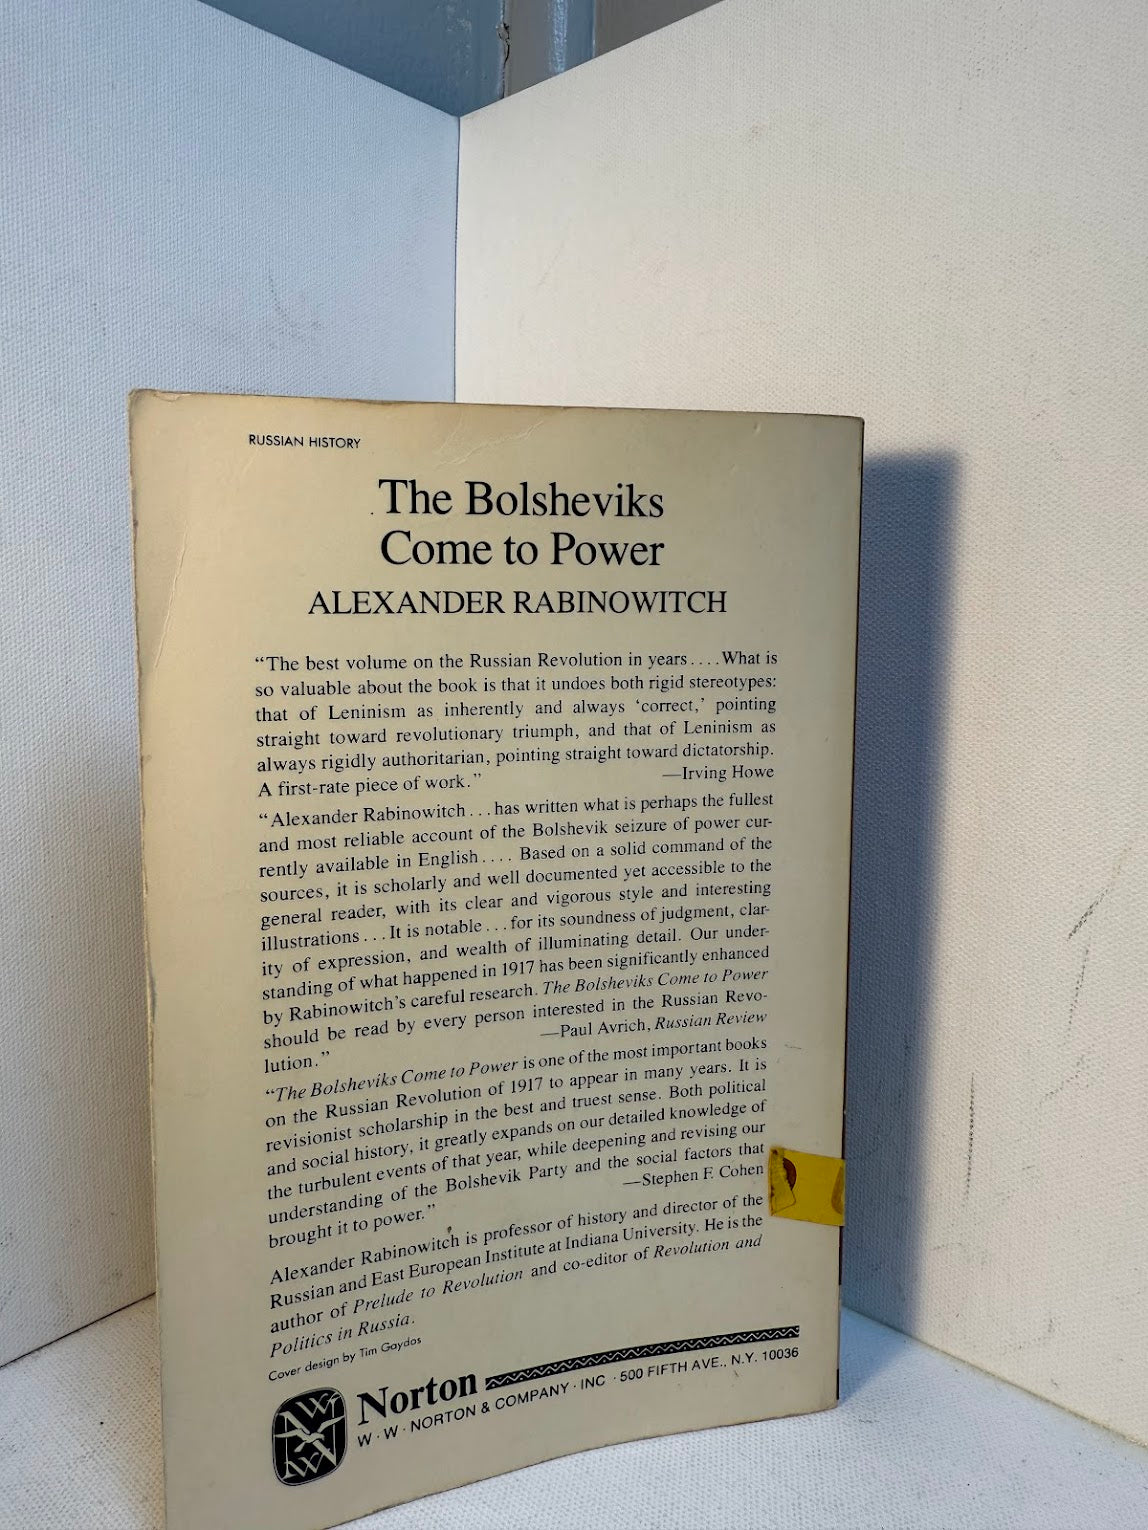 RUSSIAN HISTORY
The Bolsheviks
Come to Power
ALEXANDER RABINOWITCH
“The best volume on the Russian Revolution in years . . . . What is
so valuable about the book is that it undoes both rigid stereotypes:
that of Leninism as inherently and always ‘correct,’ pointing
straight toward revolutionary triumph, and that of Leninism as
always rigidly authoritarian, pointing straight toward dictatorship.
A first-rate piece of work.” —Irving Howe
“Alexander Rabinowitch . . . has written what is perhaps the fullest
and most reliable account of the Bolshevik seizure of power cur-
rently available in English . . . . Based on a solid command of the
sources, it is scholarly and well documented yet accessible to the
general reader, with its clear and vigorous style and interesting
illustrations . . . It is notable . . . for its soundness of judgment, clar-
ity of expression, and wealth of illuminating detail. Our under-
standing of what happened in 1917 has been significantly enhanced
by Rabinowitch’s careful research. The Bolsheviks Come to Power
should be read by every person interested in the Russian Revo-
lution.” —Paul Avrich, Russian Review
“The Bolsheviks Come to Power is one of the most important books
on the Russian Revolution of 1917 to appear in many years. It is
revisionist scholarship in the best and truest sense. Both political
and social history, it greatly expands on our detailed knowledge of
the turbulent events of that year, while deepening and revising our
understanding of the Bolshevik Party and the social factors that
brought it to power.” —Stephen F. Cohen
Alexander Rabinowitch is professor of history and director of the
Russian and East European Institute at Indiana University. He is the
author of Prelude to Revolution and co-editor of Revolution and
Politics in Russia.
Cover design by Tim Gaydos
Norton
W · W · NORTON & COMPANY · INC · 500 FIFTH AVE., N.Y. 10036